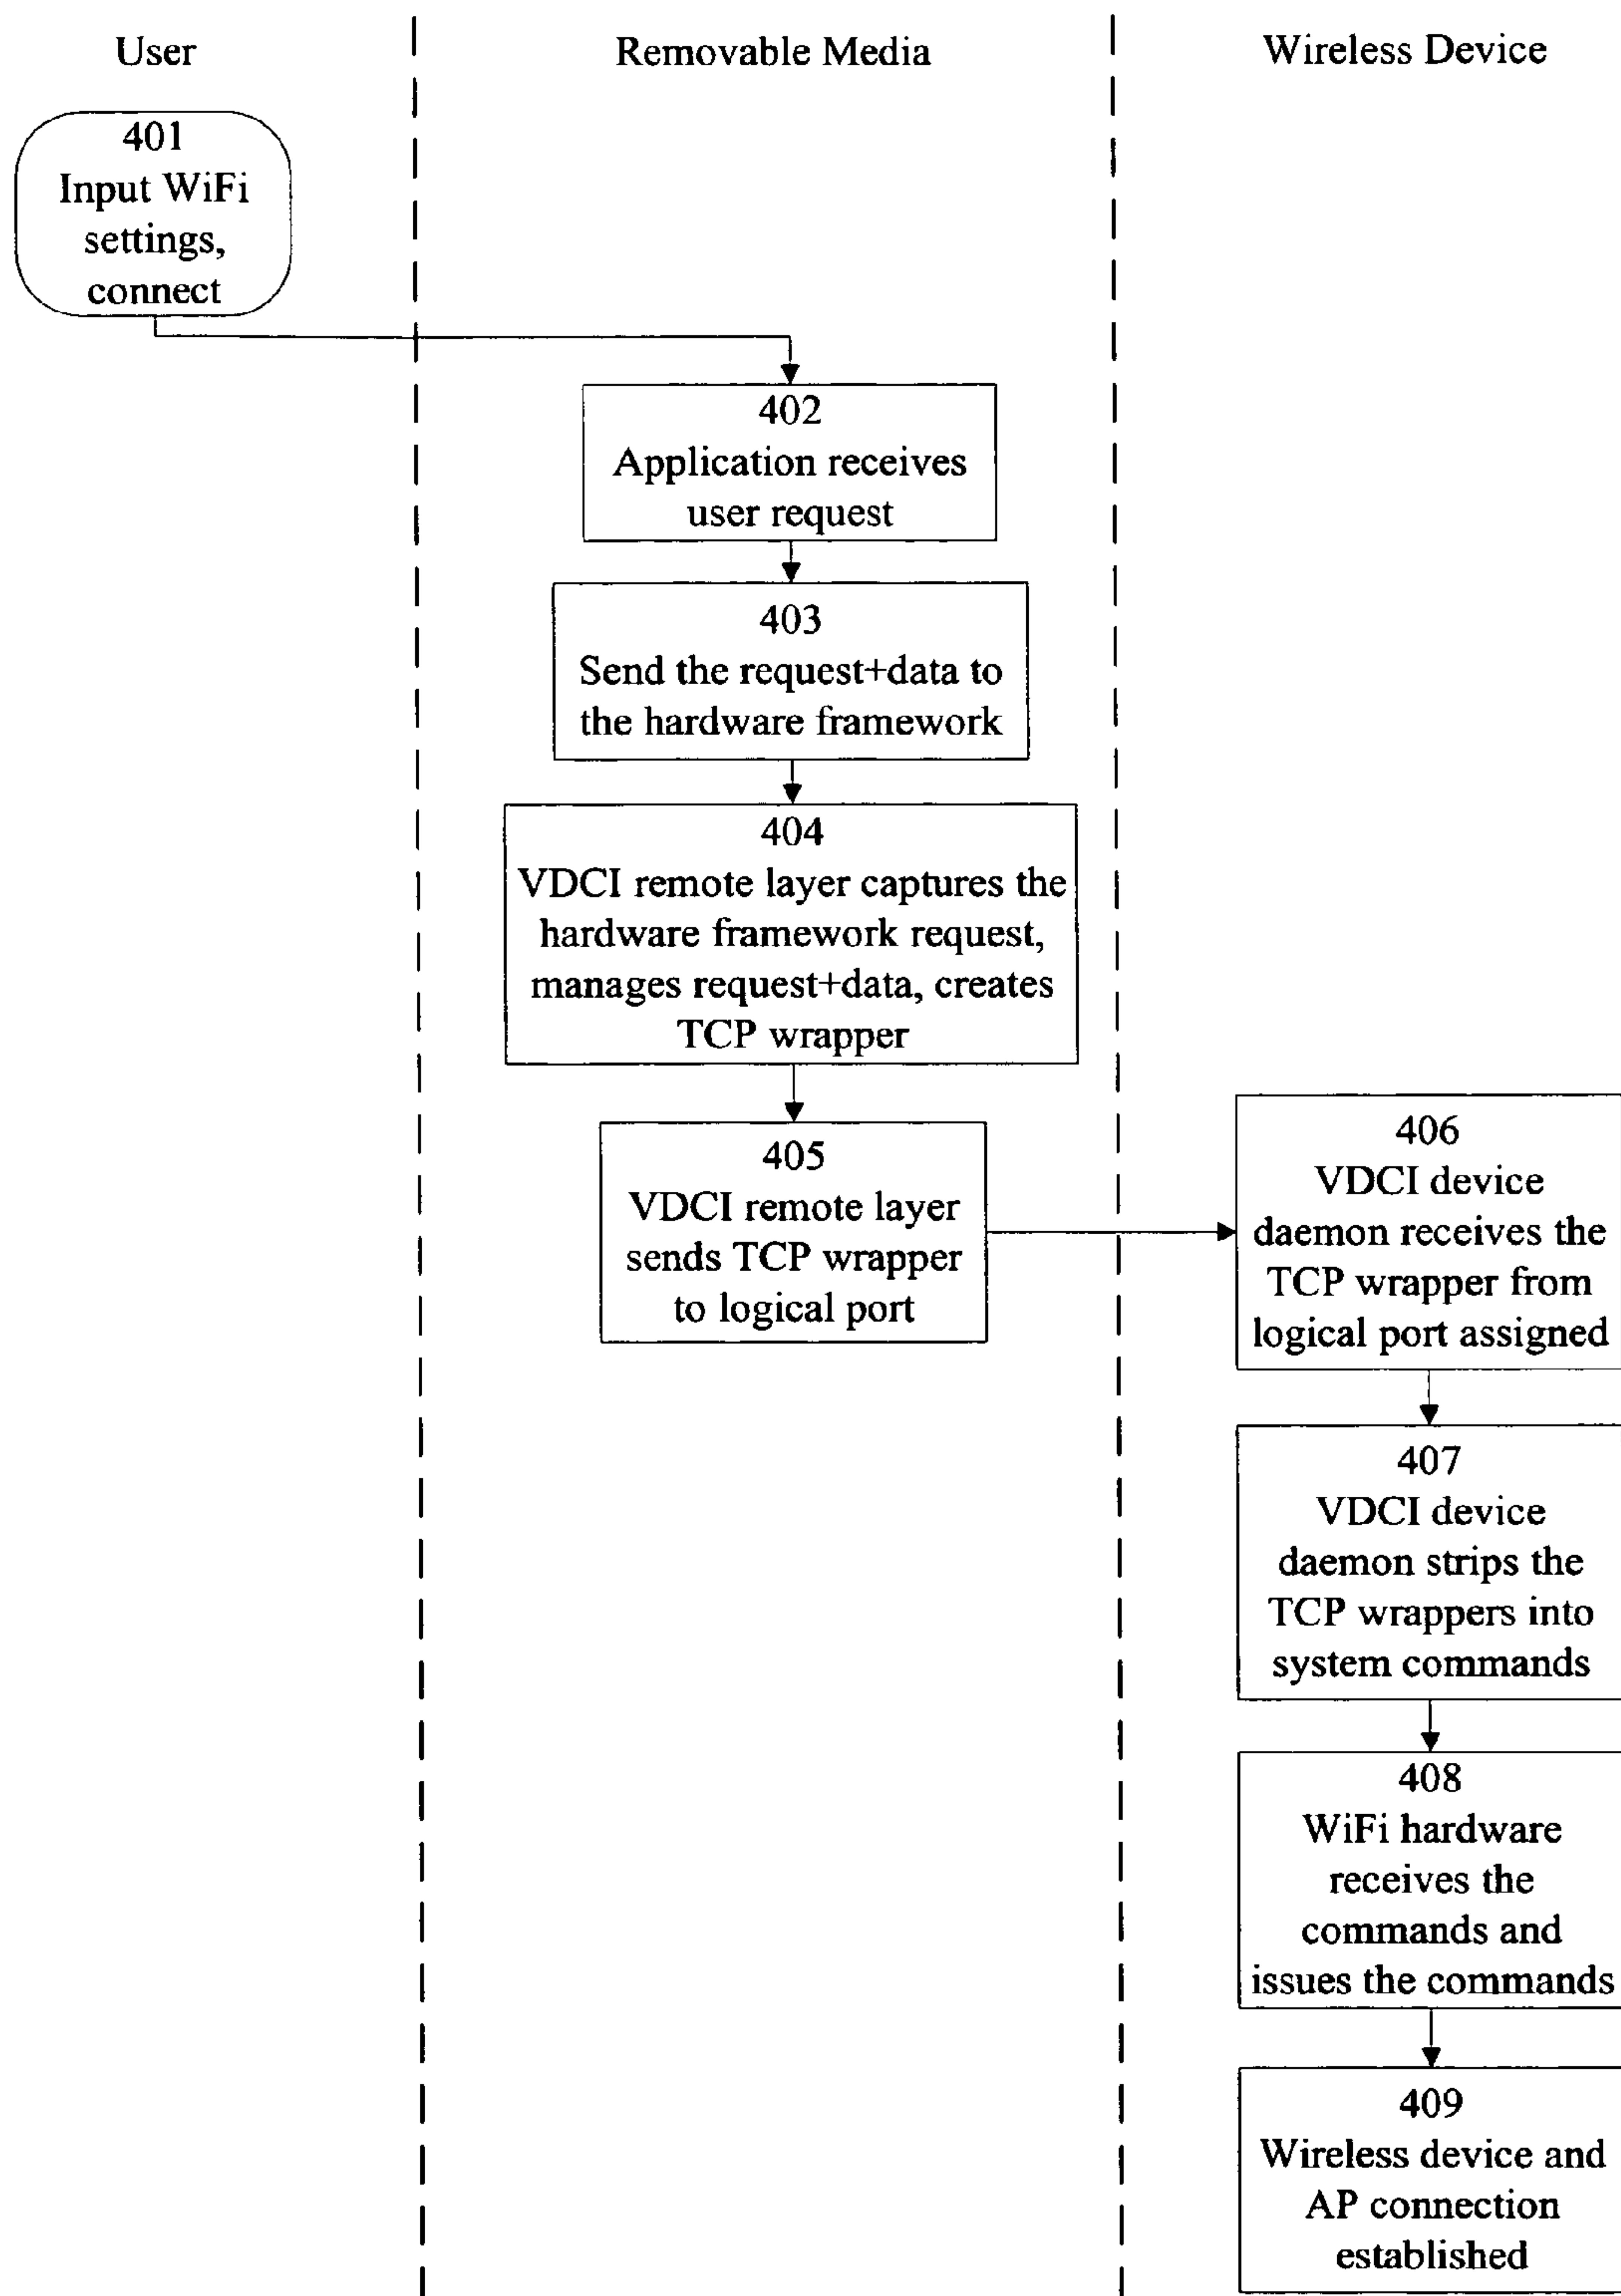 User
Removable Media
Wireless Device
401
Input WiFi
settings,
connect
402
Application receives
user request
403
Send the request+data to
the hardware framework
404
VDCI remote layer captures the
hardware framework request,
manages request+data, creates
TCP wrapper
405
VDCI remote layer
sends TCP wrapper
to logical port
406
VDCI device
daemon receives the
TCP wrapper from
logical port assigned
407
VDCI device
daemon strips the
TCP wrappers into
system commands
408
WiFi hardware
receives the
commands and
issues the commands
409
Wireless device and
AP connection
established